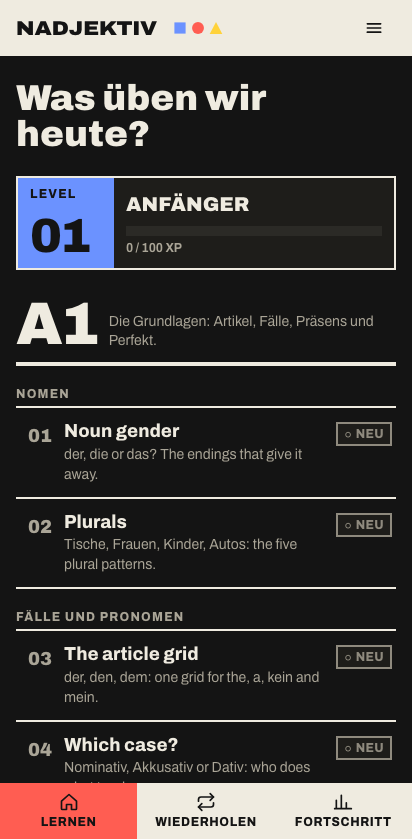 NADJEKTIV
Was üben wir
heute?
LEVEL
01
ANFÄNGER
0 / 100 XP
A1
Die Grundlagen: Artikel, Fälle, Präsens und
Perfekt.
NOMEN
01
Noun gender
○ NEU
der, die or das? The endings that give it
away.
02
Plurals
○ NEU
Tische, Frauen, Kinder, Autos: the five
plural patterns.
FÄLLE UND PRONOMEN
03
The article grid
○ NEU
der, den, dem: one grid for the, a, kein and
mein.
04
Which case?
○ NEU
Nominativ, Akkusativ or Dativ: who does
LERNEN
WIEDERHOLEN
FORTSCHRITT